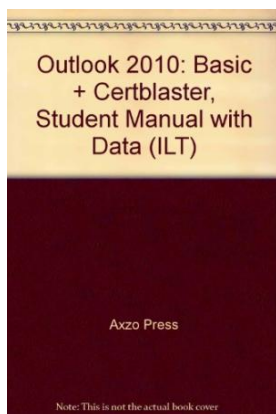 Outlook 2010: Basic
+ Certblaster,
Student Manual with
Data (ILT)
Axzo Press
Note: This is not the actual book cover